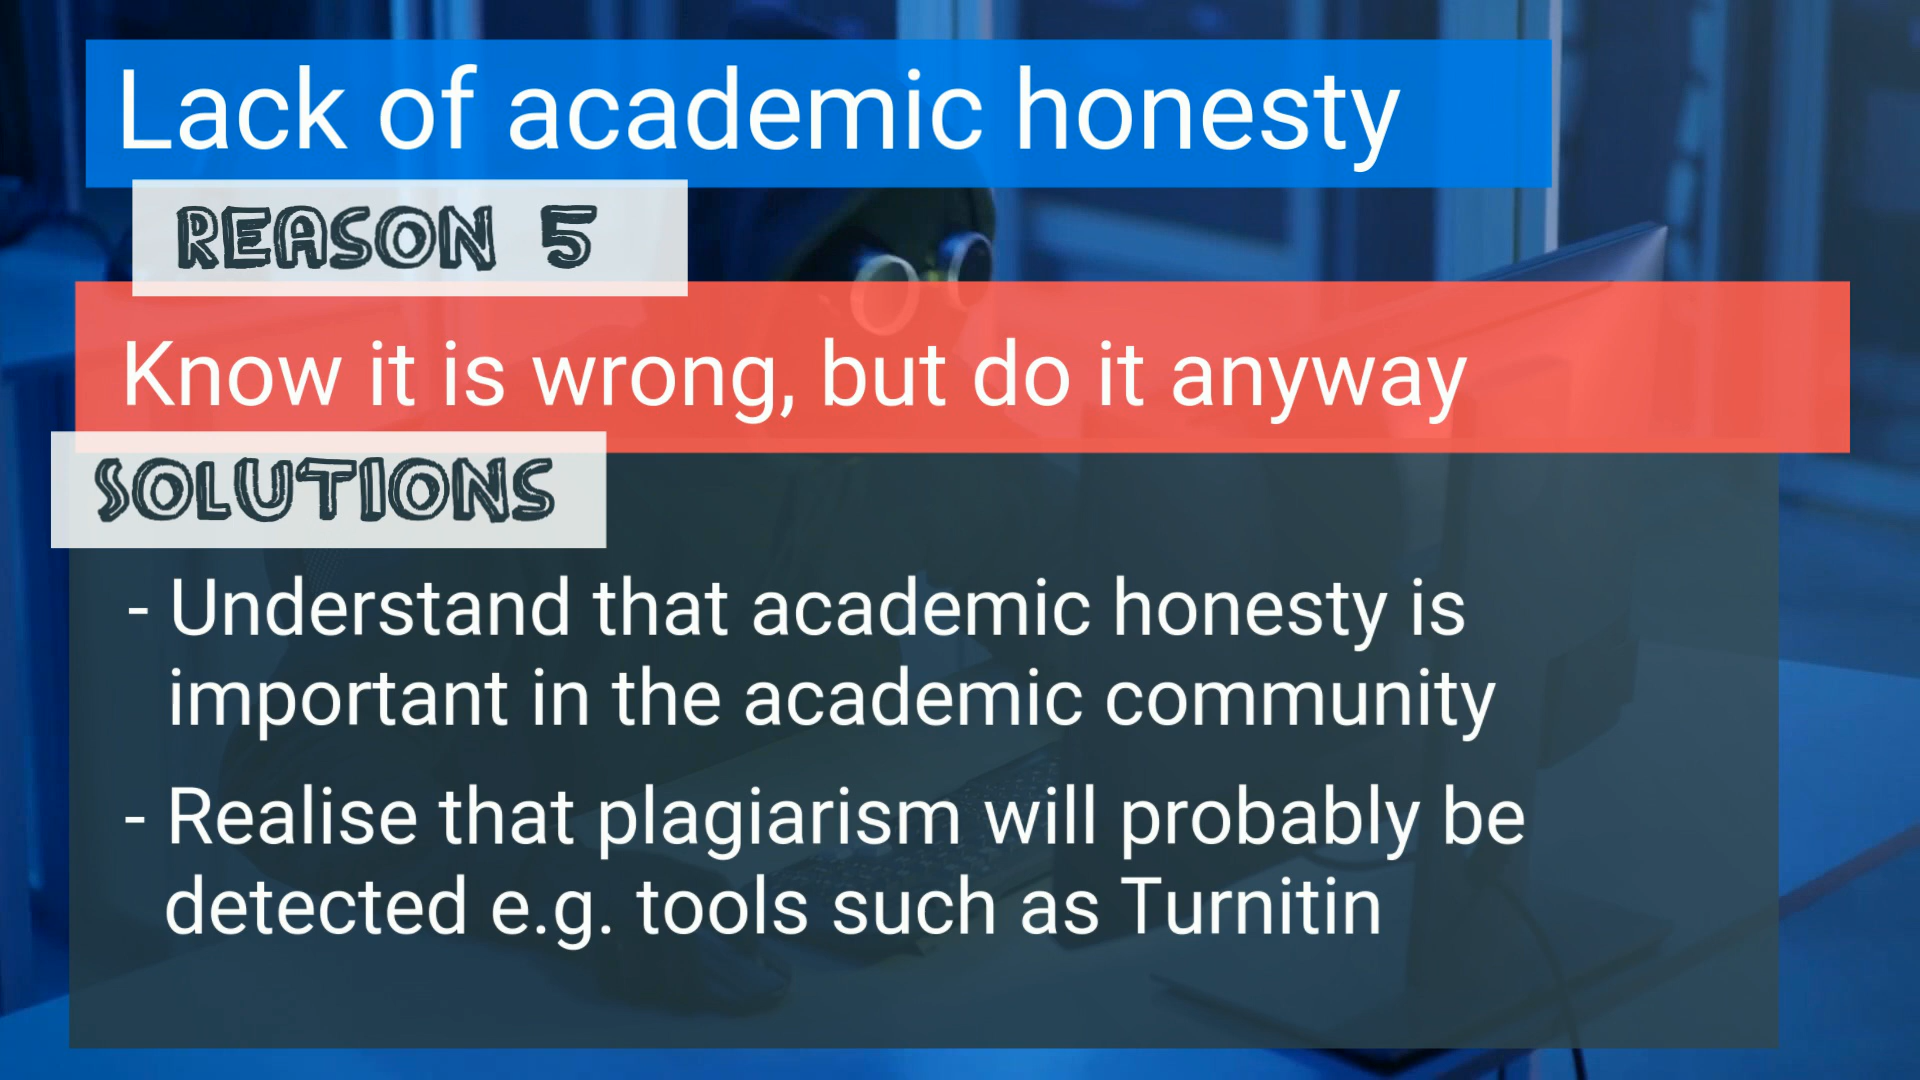 Lack of academic honesty
REASON 5
Know it is wrong, but do it anyway
SOLUTIONS
- Understand that academic honesty is
important in the academic community
- Realise that plagiarism will probably be
detected e.g. tools such as Turnitin